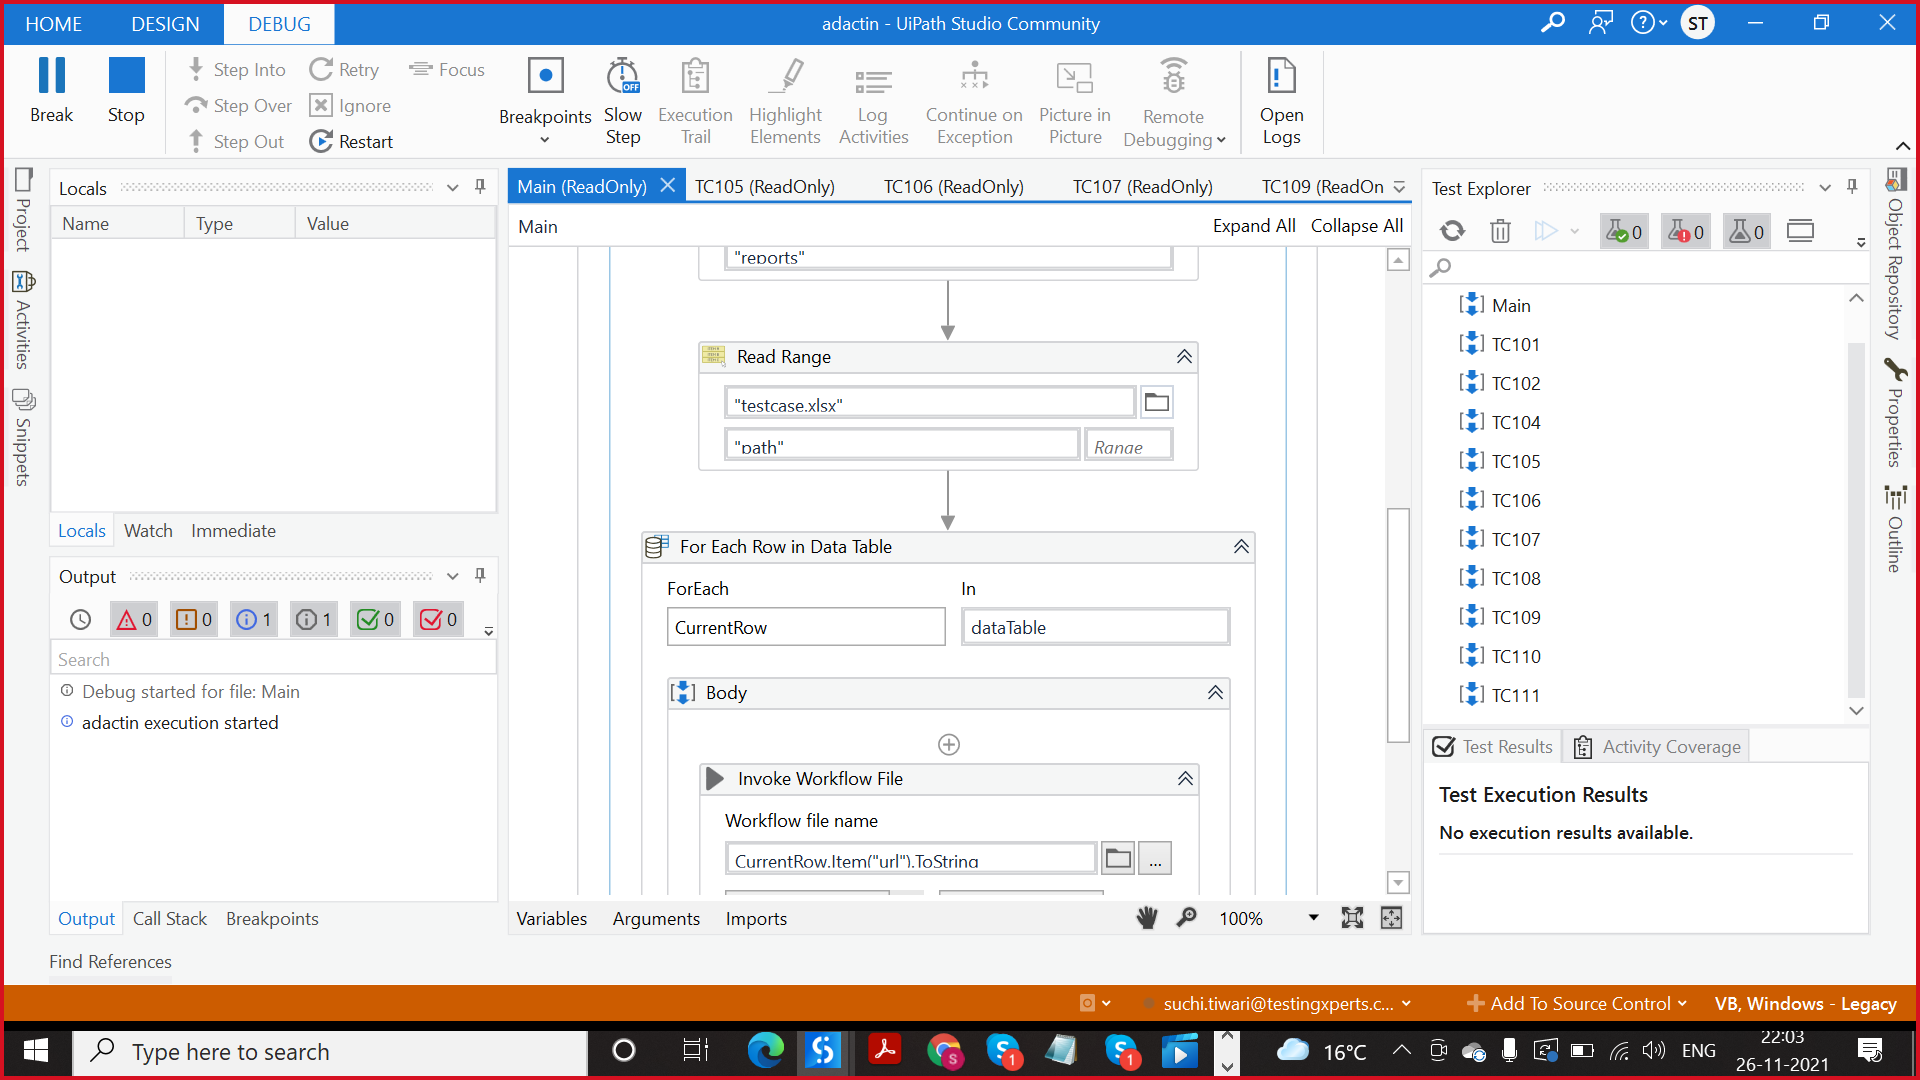 HOME DESIGN DEBUG adactin - UiPath Studio Community ST
Break Stop Step Into Step Over Step Out Retry Ignore Restart Focus
Breakpoints Slow Step Execution Trail Highlight Elements Log Activities Continue on Exception Picture in Picture Remote Debugging Open Logs
Project
Activities
Snippets
Locals
Name Type Value
Locals Watch Immediate
Output
0 0 1 1 0 0
Search
Debug started for file: Main
adactin execution started
Output Call Stack Breakpoints
Find References
Main (ReadOnly) TC105 (ReadOnly) TC106 (ReadOnly) TC107 (ReadOnly) TC109 (ReadOn
Main Expand All Collapse All
"reports"
Read Range
"testcase.xlsx"
"path" Range
For Each Row in Data Table
ForEach In
CurrentRow dataTable
Body
Invoke Workflow File
Workflow file name
CurrentRow.Item("url").ToString ...
Variables Arguments Imports 100%
Test Explorer
0 0 0
Main
TC101
TC102
TC104
TC105
TC106
TC107
TC108
TC109
TC110
TC111
Test Results Activity Coverage
Test Execution Results
No execution results available.
Object Repository
Properties
Outline
suchi.tiwari@testingxperts.c... Add To Source Control VB, Windows - Legacy
Type here to search S 1 1 16°C ENG 22:03
26-11-2021